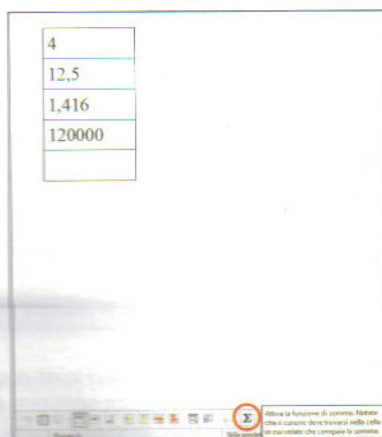 4
12,5
1,416
120000
Σ
Attiva la funzione di somma. Notate
che il cursore deve trovarsi nella cella
in cui volete che compaia la somma.